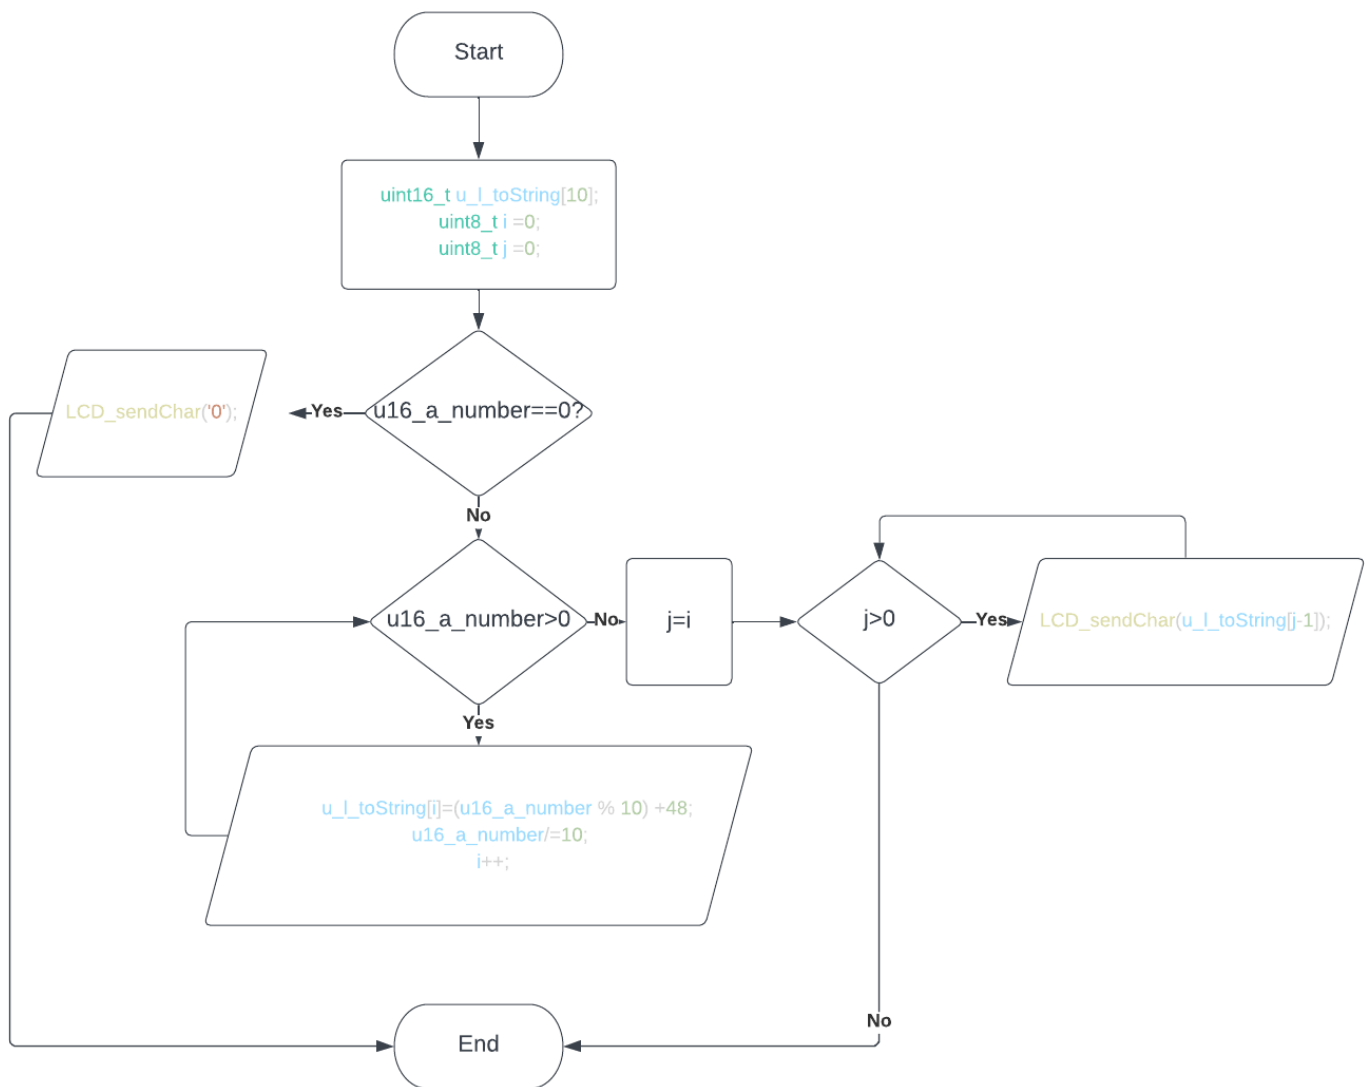 Start
uint16_t u_l_toString[10];
uint8_t i =0;
uint8_t j =0;
u16_a_number==0?
Yes
LCD_sendChar('0');
No
u16_a_number>0
No
j=i
j>0
Yes
LCD_sendChar(u_l_toString[j-1]);
Yes
u_l_toString[i]=(u16_a_number % 10) +48;
u16_a_number/=10;
i++;
No
End